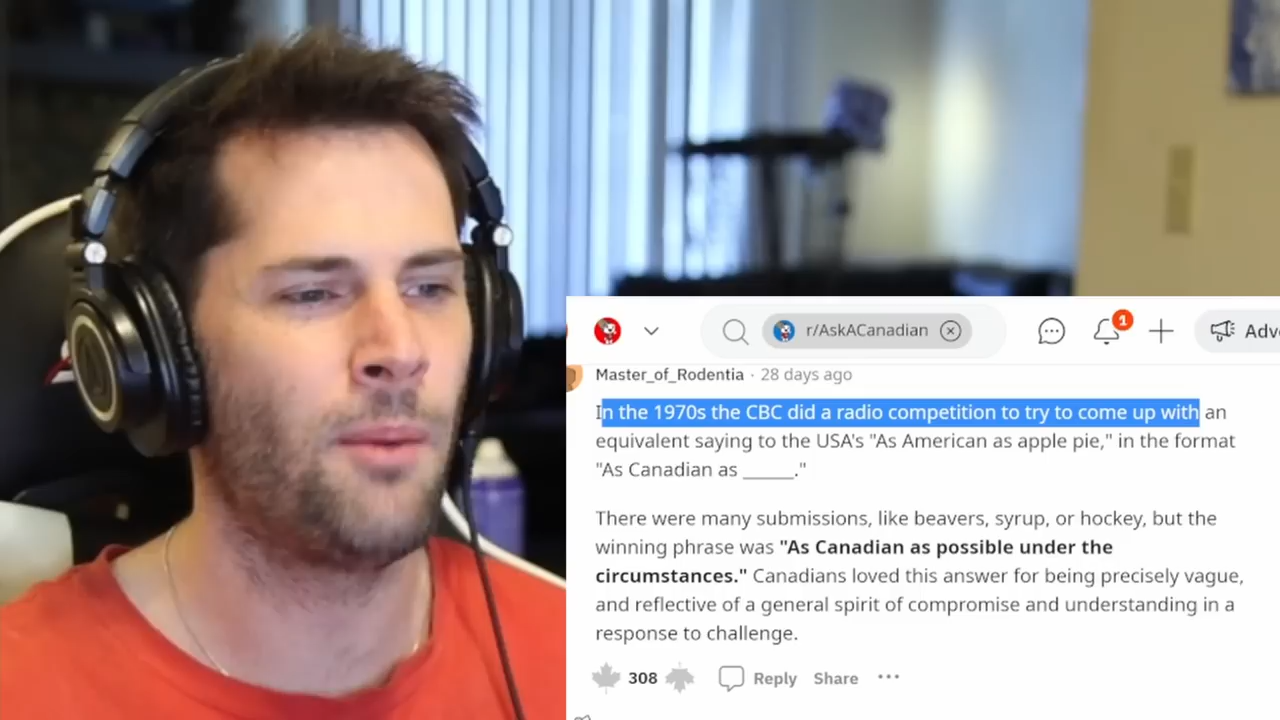 r/AskACanadian
1
Adv
Master_of_Rodentia · 28 days ago
In the 1970s the CBC did a radio competition to try to come up with an
equivalent saying to the USA's "As American as apple pie," in the format
"As Canadian as _____."
There were many submissions, like beavers, syrup, or hockey, but the
winning phrase was "As Canadian as possible under the
circumstances." Canadians loved this answer for being precisely vague,
and reflective of a general spirit of compromise and understanding in a
response to challenge.
308 Reply Share